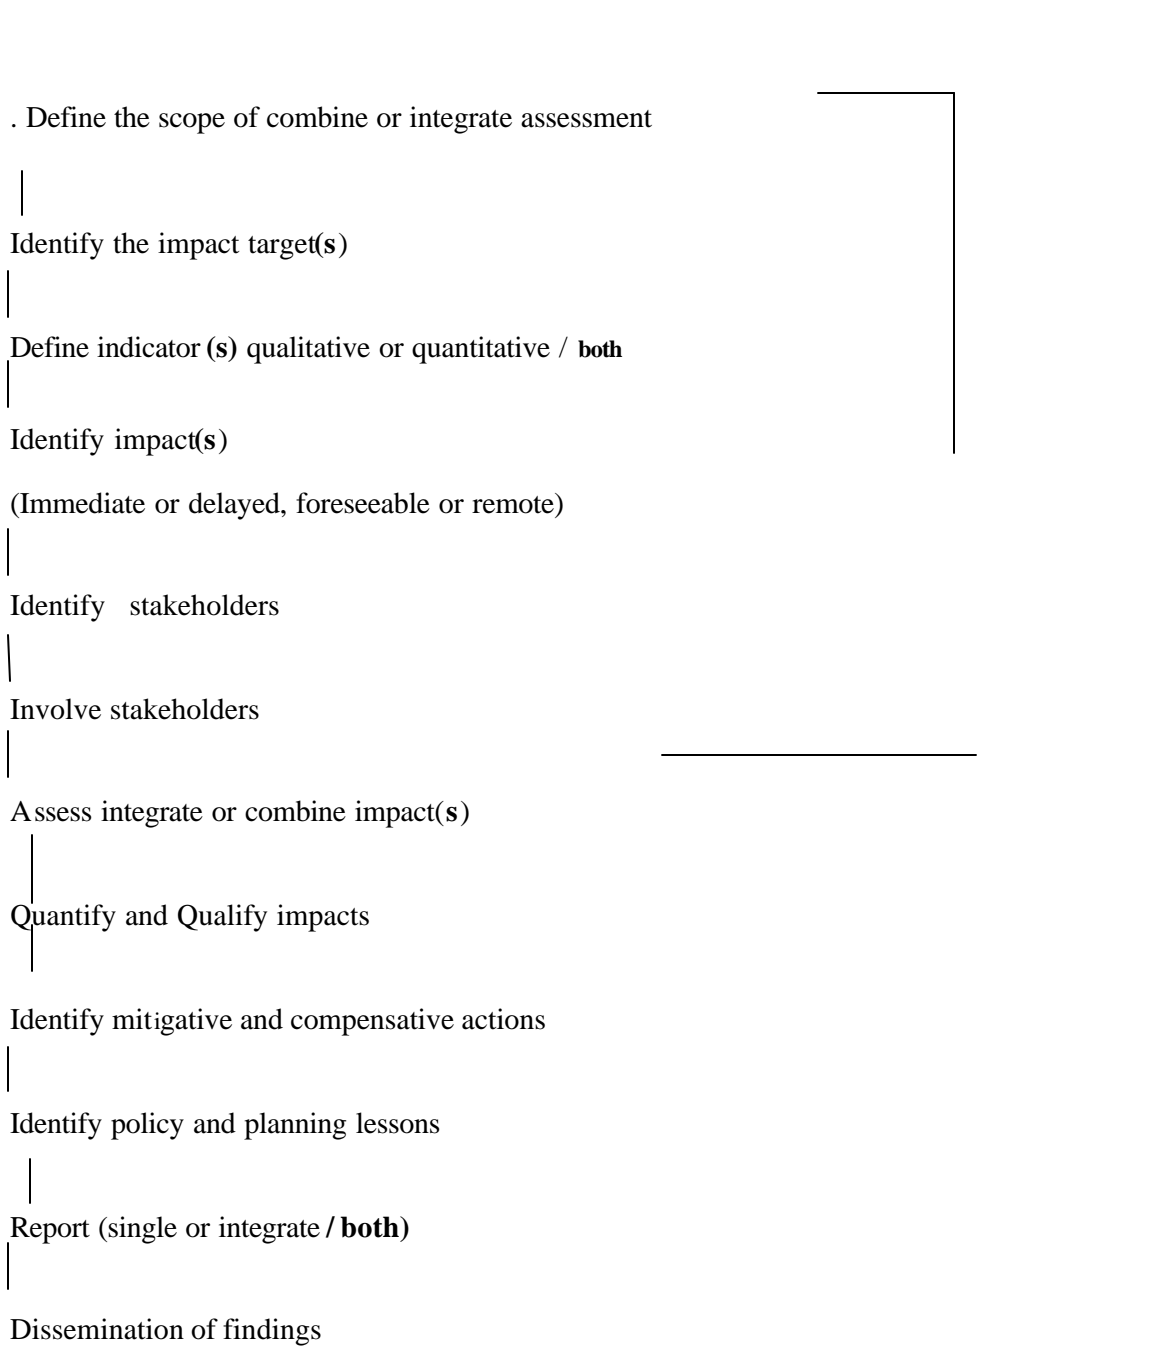 . Define the scope of combine or integrate assessment
Identify the impact target(s)
Define indicator (s) qualitative or quantitative / both
Identify impact(s)
(Immediate or delayed, foreseeable or remote)
Identify stakeholders
Involve stakeholders
Assess integrate or combine impact(s)
Quantify and Qualify impacts
Identify mitigative and compensative actions
Identify policy and planning lessons
Report (single or integrate / both)
Dissemination of findings